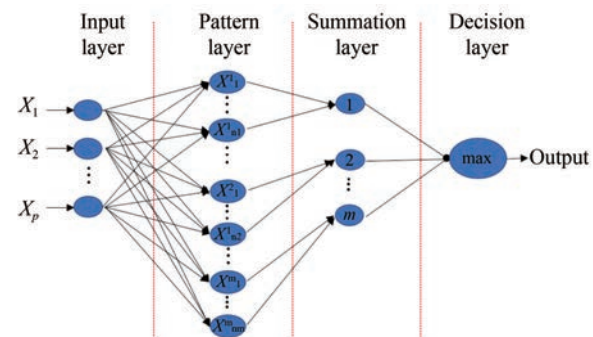 Input layer
Pattern layer
Summation layer
Decision layer
X₁
X₂
Xₚ
X¹₁
X¹ₙ₁
X²₁
X¹ₙ₂
Xᵐ₁
Xᵐₙₘ
1
2
m
max
Output